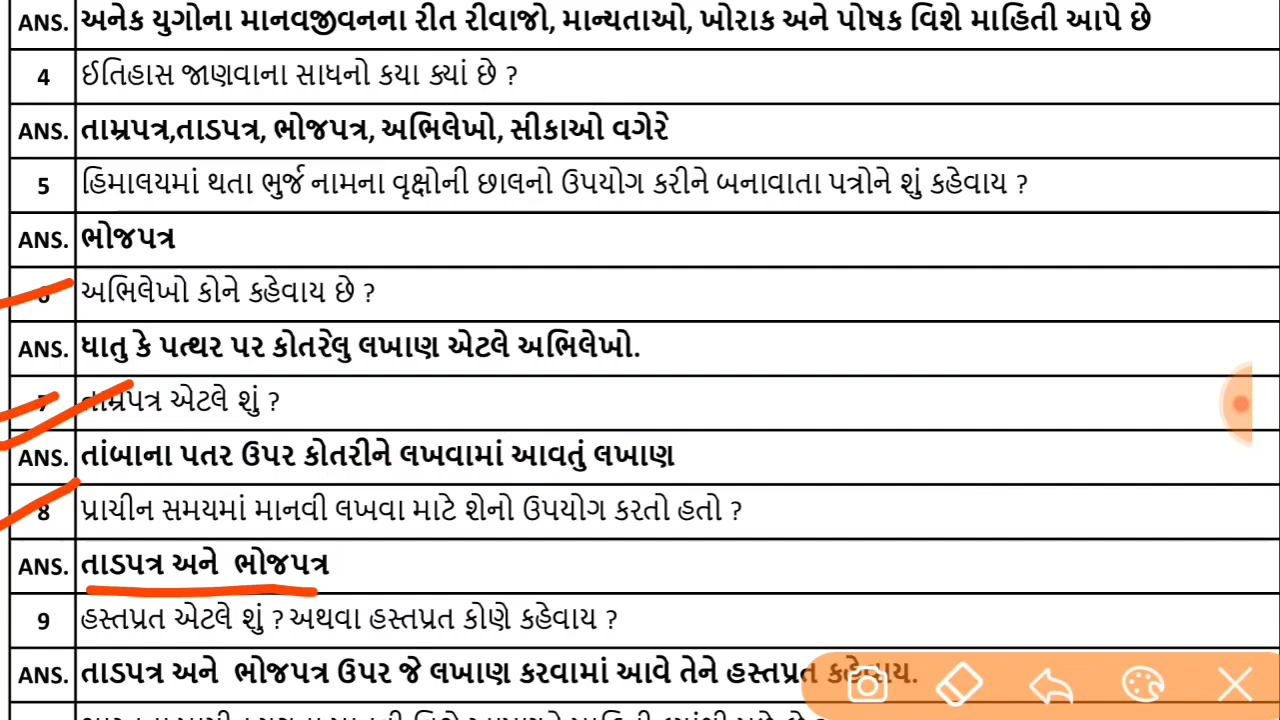 ANS. અનેક યુગોના માનવજીવનના રીત રીવાજો, માન્યતાઓ, ખોરાક અને પોષક વિશે માહિતી આપે છે
4 ઈતિહાસ જાણવાના સાધનો કયા ક્યાં છે ?
ANS. તામ્રપત્ર,તાડપત્ર, ભોજપત્ર, અભિલેખો, સીકાઓ વગેરે
5 હિમાલયમાં થતા ભુર્જ નામના વૃક્ષોની છાલનો ઉપયોગ કરીને બનાવાતા પત્રોને શું કહેવાય ?
ANS. ભોજપત્ર
6 અભિલેખો કોને કહેવાય છે ?
ANS. ધાતુ કે પત્થર પર કોતરેલુ લખાણ એટલે અભિલેખો.
7 તામ્રપત્ર એટલે શું ?
ANS. તાંબાના પતર ઉપર કોતરીને લખવામાં આવતું લખાણ
8 પ્રાચીન સમયમાં માનવી લખવા માટે શેનો ઉપયોગ કરતો હતો ?
ANS. તાડપત્ર અને ભોજપત્ર
9 હસ્તપ્રત એટલે શું ? અથવા હસ્તપ્રત કોણે કહેવાય ?
ANS. તાડપત્ર અને ભોજપત્ર ઉપર જે લખાણ કરવામાં આવે તેને હસ્તપ્રત કહેવાય.